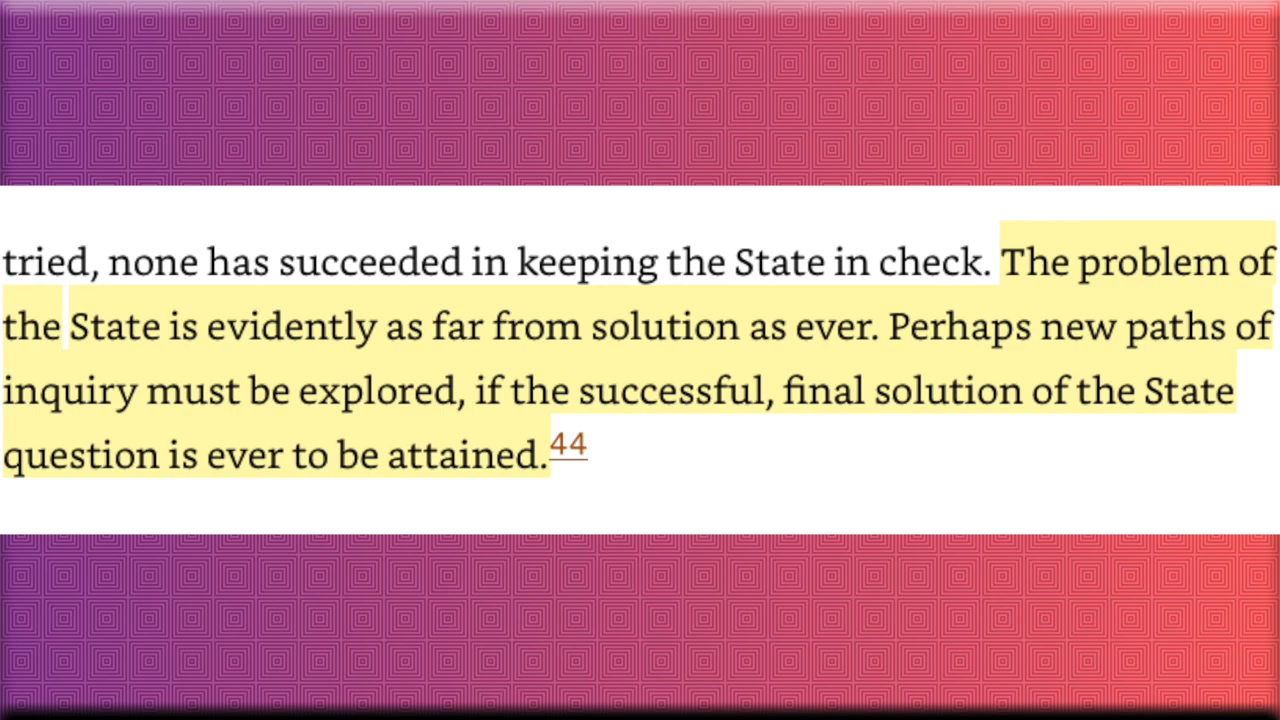 tried, none has succeeded in keeping the State in check. The problem of
the State is evidently as far from solution as ever. Perhaps new paths of
inquiry must be explored, if the successful, final solution of the State
question is ever to be attained.44